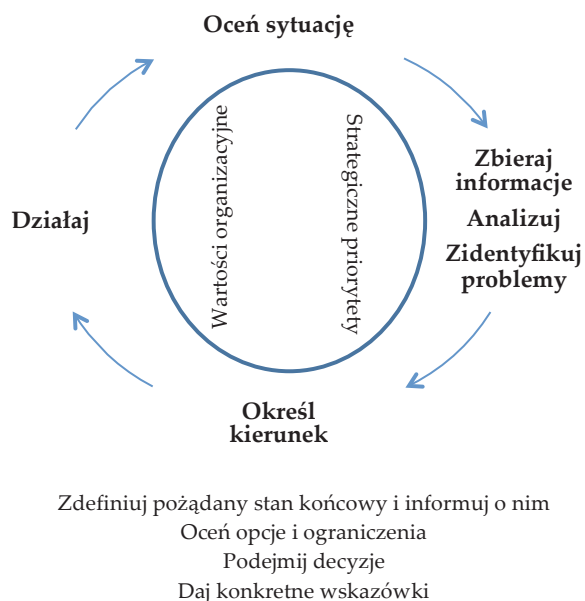 Oceń sytuację
Wartości organizacyjne
Strategiczne priorytety
Zbieraj
informacje
Analizuj
Zidentyfikuj
problemy
Działaj
Określ
kierunek
Zdefiniuj pożądany stan końcowy i informuj o nim
Oceń opcje i ograniczenia
Podejmij decyzje
Daj konkretne wskazówki